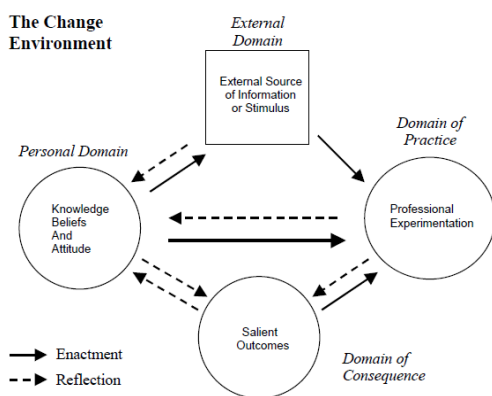 The Change
Environment
External
Domain
External Source
of Information
or Stimulus
Domain of
Practice
Personal Domain
Knowledge
Beliefs
And
Attitude
Professional
Experimentation
Salient
Outcomes
Enactment
Reflection
Domain of
Consequence